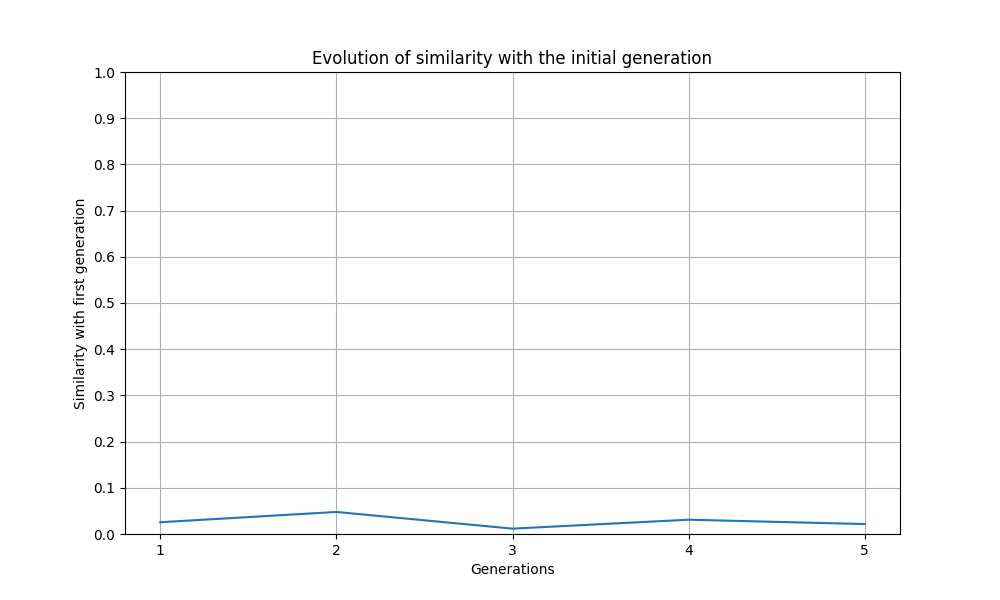 Evolution of similarity with the initial generation
1.0
0.9
0.8
0.7
0.6
0.5
0.4
0.3
0.2
0.1
0.0
Similarity with first generation
1 2 3 4 5
Generations